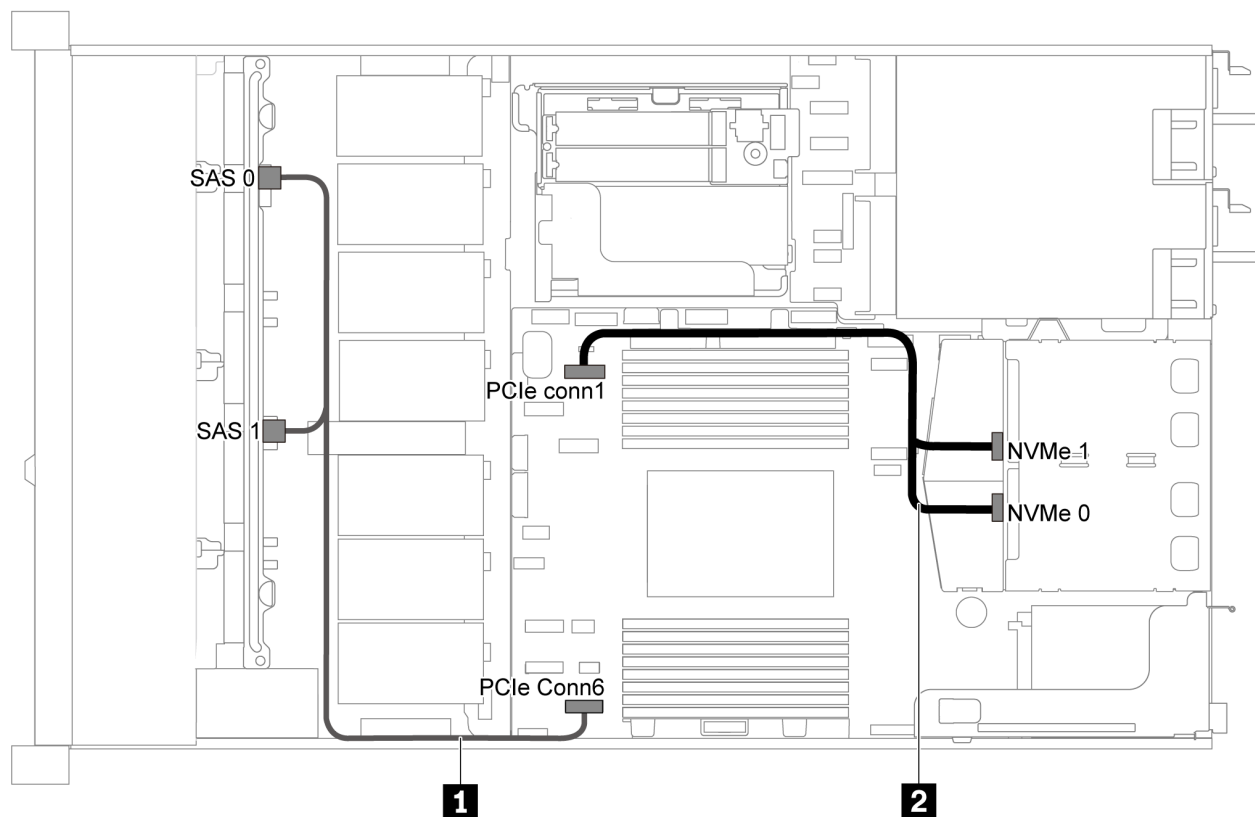 SAS 0
PCIe conn1
SAS 1
NVMe 1
NVMe 0
PCIe Conn6
1
2